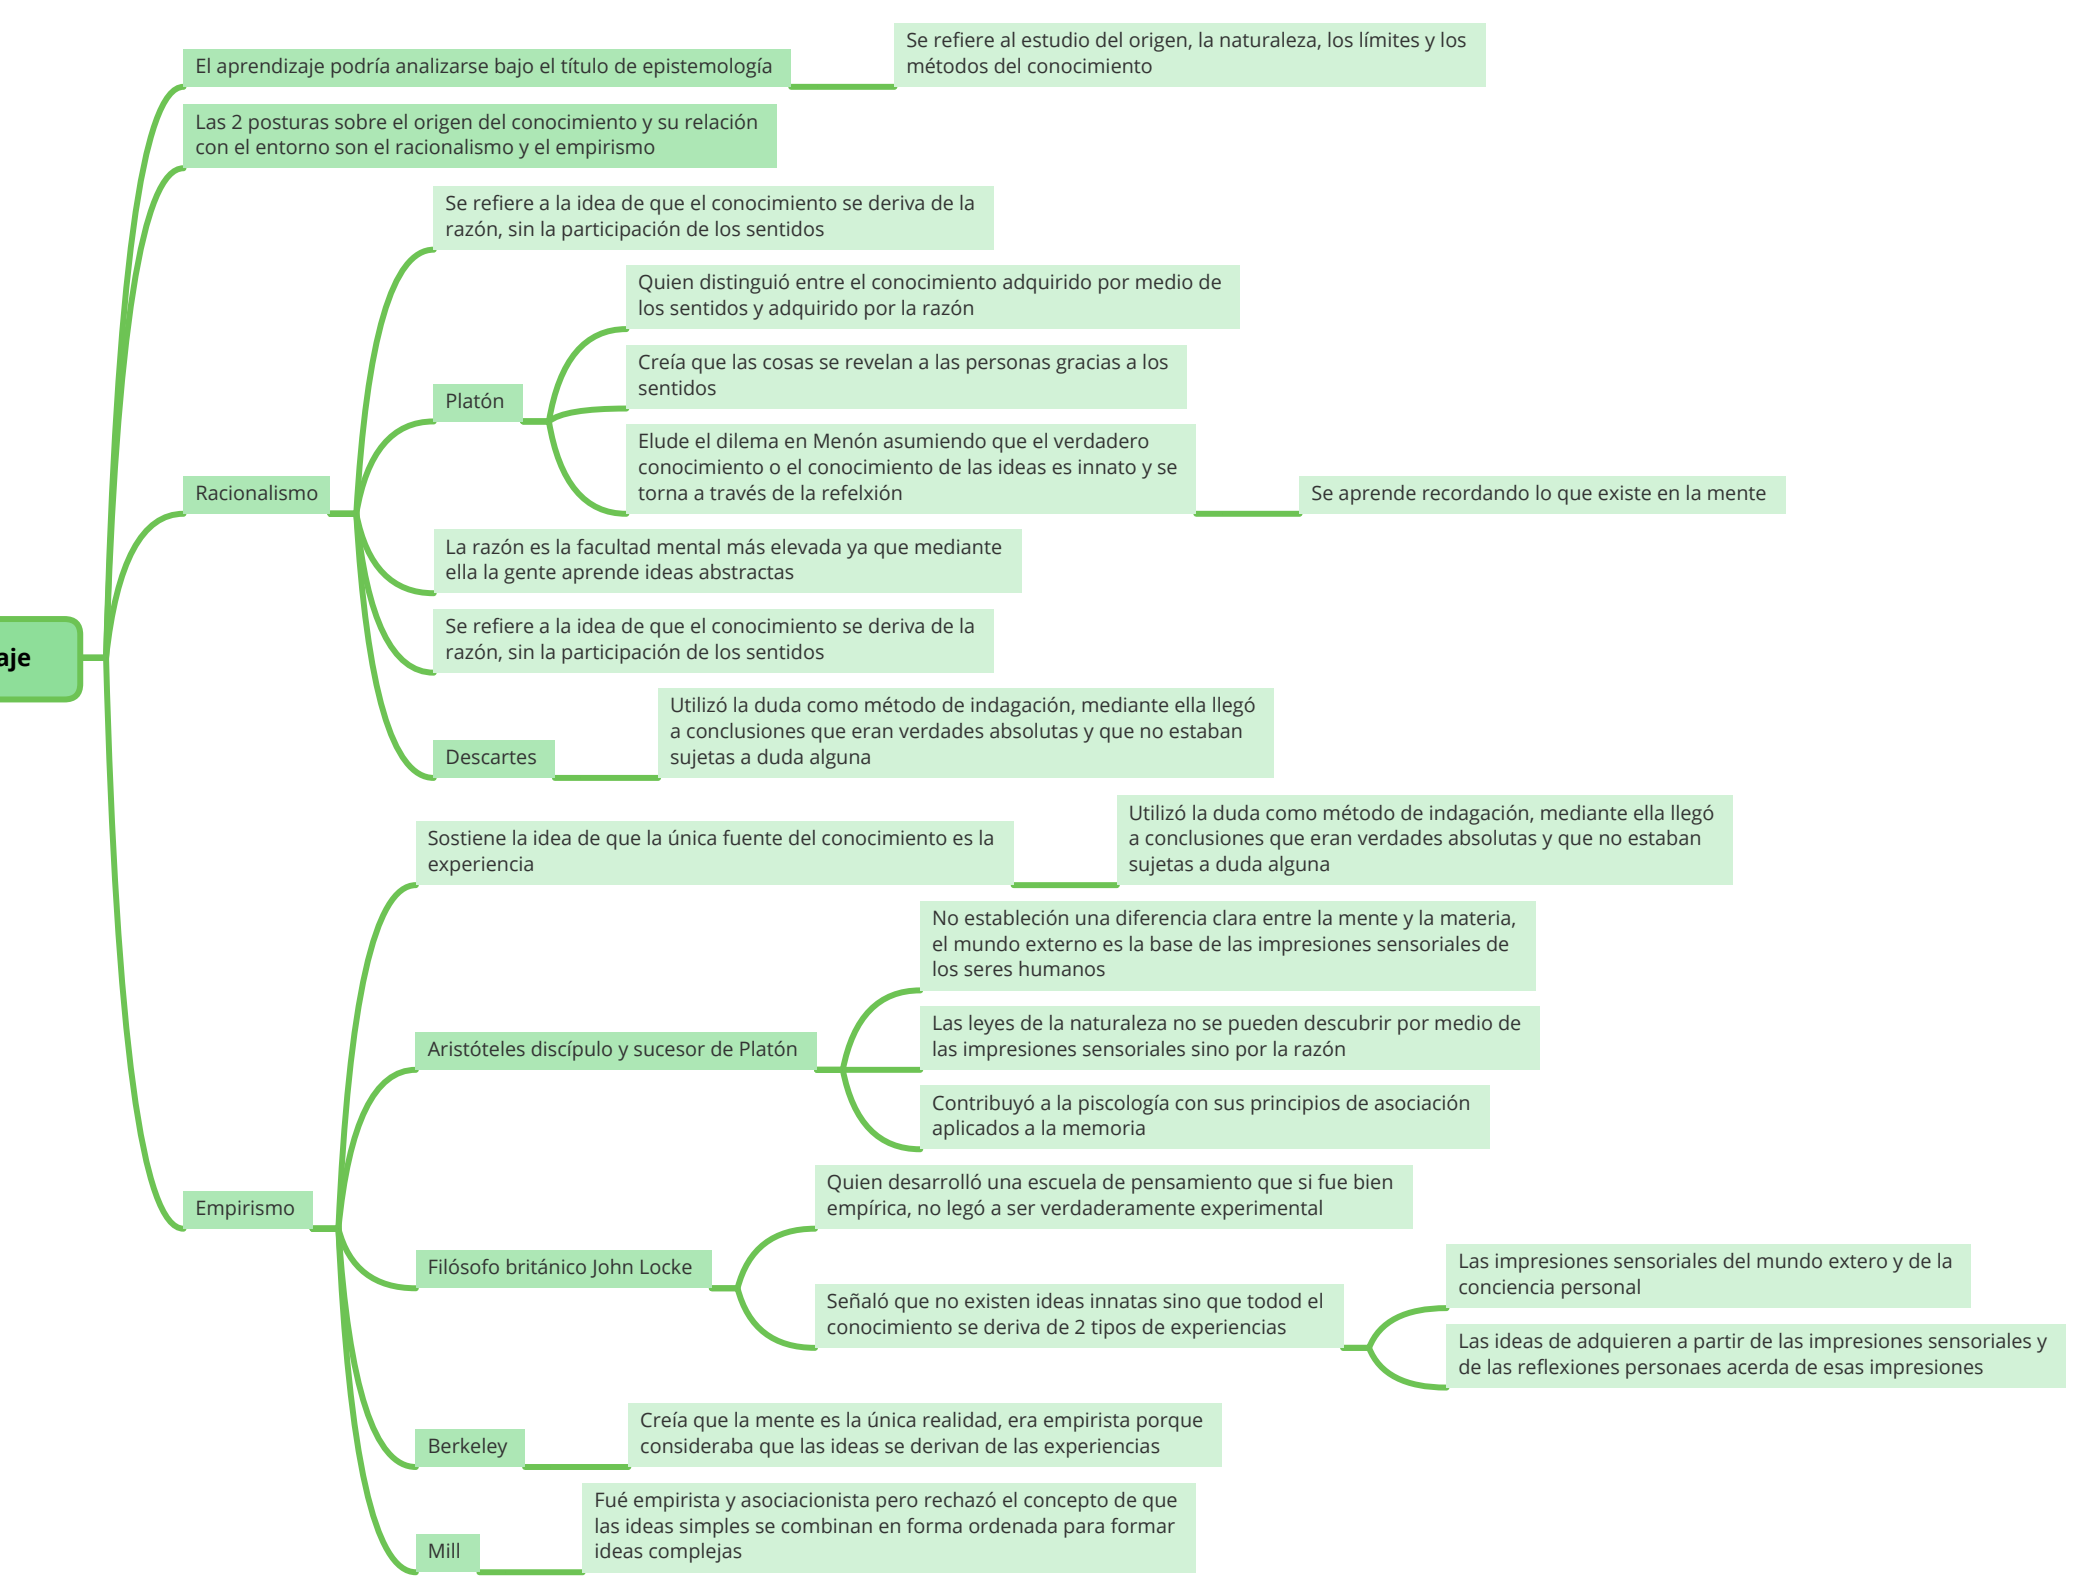 El aprendizaje podría analizarse bajo el título de epistemología
Se refiere al estudio del origen, la naturaleza, los límites y los
métodos del conocimiento
Las 2 posturas sobre el origen del conocimiento y su relación
con el entorno son el racionalismo y el empirismo
aje
Racionalismo
Se refiere a la idea de que el conocimiento se deriva de la
razón, sin la participación de los sentidos
Platón
Quien distinguió entre el conocimiento adquirido por medio de
los sentidos y adquirido por la razón
Creía que las cosas se revelan a las personas gracias a los
sentidos
Elude el dilema en Menón asumiendo que el verdadero
conocimiento o el conocimiento de las ideas es innato y se
torna a través de la refelxión
Se aprende recordando lo que existe en la mente
La razón es la facultad mental más elevada ya que mediante
ella la gente aprende ideas abstractas
Se refiere a la idea de que el conocimiento se deriva de la
razón, sin la participación de los sentidos
Descartes
Utilizó la duda como método de indagación, mediante ella llegó
a conclusiones que eran verdades absolutas y que no estaban
sujetas a duda alguna
Empirismo
Sostiene la idea de que la única fuente del conocimiento es la
experiencia
Utilizó la duda como método de indagación, mediante ella llegó
a conclusiones que eran verdades absolutas y que no estaban
sujetas a duda alguna
Aristóteles discípulo y sucesor de Platón
No estableción una diferencia clara entre la mente y la materia,
el mundo externo es la base de las impresiones sensoriales de
los seres humanos
Las leyes de la naturaleza no se pueden descubrir por medio de
las impresiones sensoriales sino por la razón
Contribuyó a la piscología con sus principios de asociación
aplicados a la memoria
Filósofo británico John Locke
Quien desarrolló una escuela de pensamiento que si fue bien
empírica, no legó a ser verdaderamente experimental
Señaló que no existen ideas innatas sino que todod el
conocimiento se deriva de 2 tipos de experiencias
Las impresiones sensoriales del mundo extero y de la
conciencia personal
Las ideas de adquieren a partir de las impresiones sensoriales y
de las reflexiones personaes acerda de esas impresiones
Berkeley
Creía que la mente es la única realidad, era empirista porque
consideraba que las ideas se derivan de las experiencias
Mill
Fué empirista y asociacionista pero rechazó el concepto de que
las ideas simples se combinan en forma ordenada para formar
ideas complejas